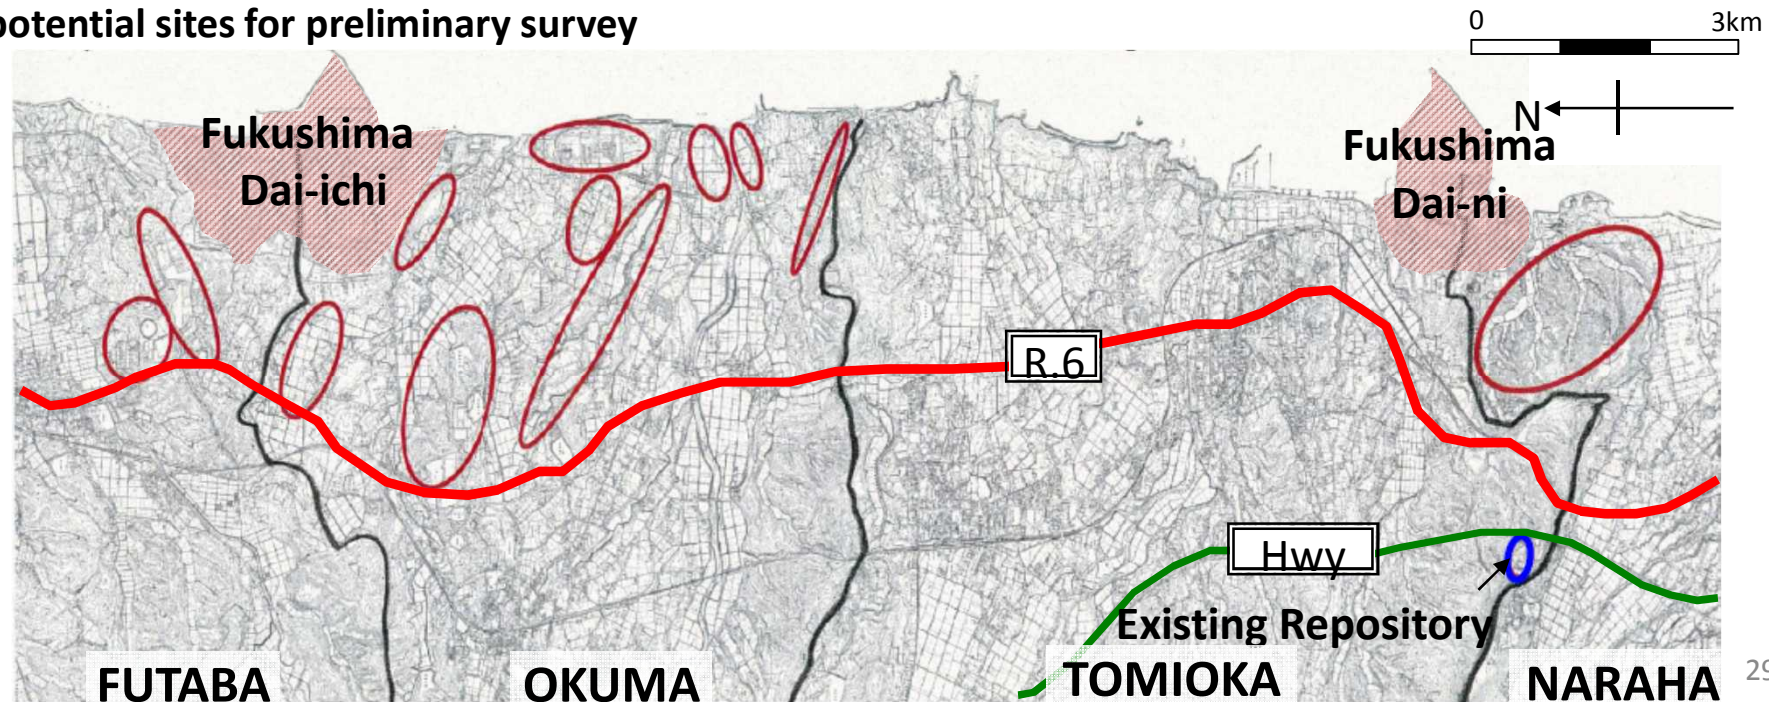 potential sites for preliminary survey
0 3km
N
Fukushima
Dai-ichi
Fukushima
Dai-ni
R.6
Hwy
Existing Repository
FUTABA
OKUMA
TOMIOKA
NARAHA
29